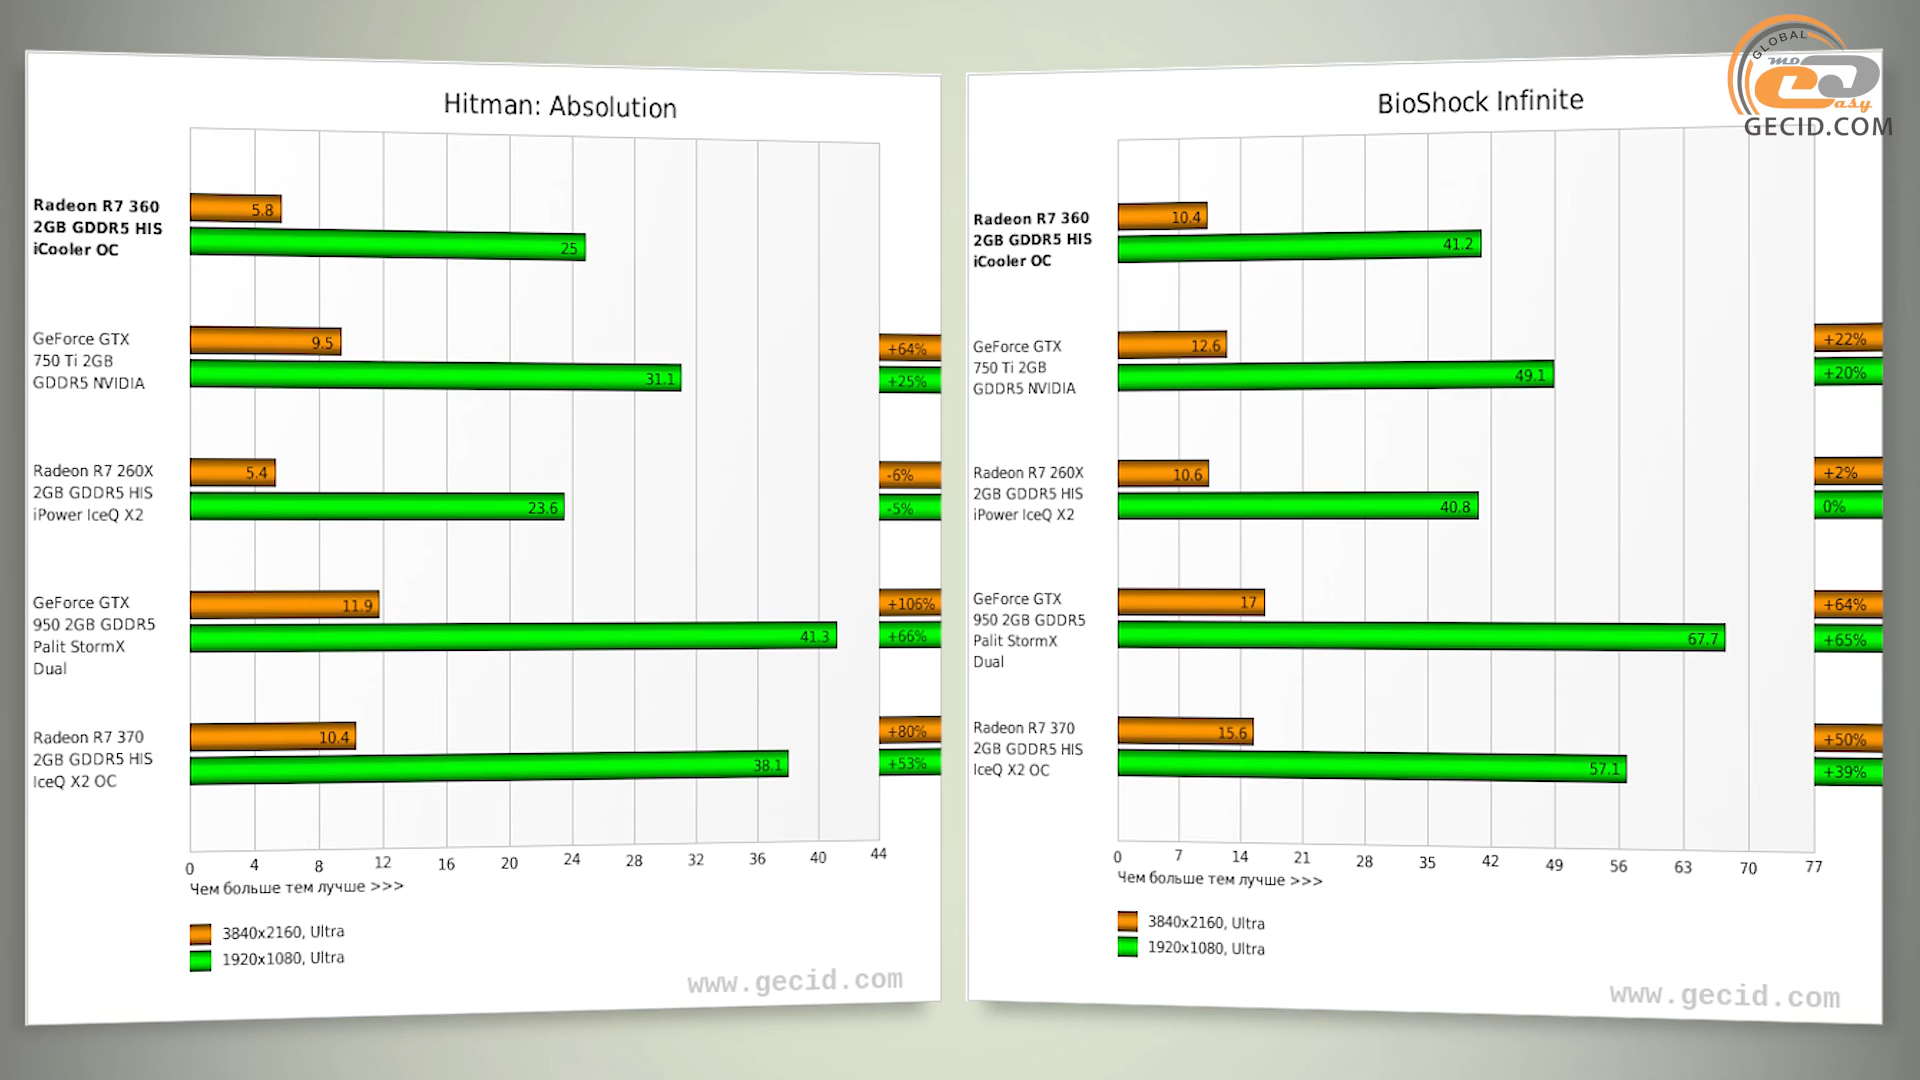 Hitman: Absolution
Radeon R7 360
2GB GDDR5 HIS
iCooler OC
5.8
25
GeForce GTX
750 Ti 2GB
GDDR5 NVIDIA
9.5
31.1
+64%
+25%
Radeon R7 260X
2GB GDDR5 HIS
iPower IceQ X2
5.4
23.6
-6%
-5%
GeForce GTX
950 2GB GDDR5
Palit StormX
Dual
11.9
41.3
+106%
+66%
Radeon R7 370
2GB GDDR5 HIS
IceQ X2 OC
10.4
38.1
+80%
+53%
0 4 8 12 16 20 24 28 32 36 40 44
Чем больше тем лучше >>>
3840x2160, Ultra
1920x1080, Ultra
www.gecid.com
BioShock Infinite
Radeon R7 360
2GB GDDR5 HIS
iCooler OC
10.4
41.2
GeForce GTX
750 Ti 2GB
GDDR5 NVIDIA
12.6
49.1
+22%
+20%
Radeon R7 260X
2GB GDDR5 HIS
iPower IceQ X2
10.6
40.8
+2%
0%
GeForce GTX
950 2GB GDDR5
Palit StormX
Dual
17
67.7
+64%
+65%
Radeon R7 370
2GB GDDR5 HIS
IceQ X2 OC
15.6
57.1
+50%
+39%
0 7 14 21 28 35 42 49 56 63 70 77
Чем больше тем лучше >>>
3840x2160, Ultra
1920x1080, Ultra
www.gecid.com
GLOBAL
mo
asy
GECID.COM